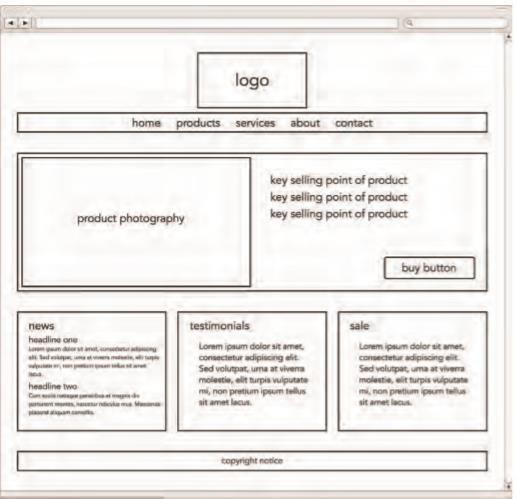 logo
home products services about contact
product photography
key selling point of product
key selling point of product
key selling point of product
buy button
news
headline one
Lorem ipsum dolor sit amet, consectetur adipiscing
elit. Sed volutpat, urna at viverra molestie, elit turpis
vulputate mi, non pretium ipsum tellus sit amet
lacus.
headline two
Cum sociis natoque penatibus et magnis dis
parturient montes, nascetur ridiculus mus. Maecenas
placerat aliquam convallis.
testimonials
Lorem ipsum dolor sit amet,
consectetur adipiscing elit.
Sed volutpat, urna at viverra
molestie, elit turpis vulputate
mi, non pretium ipsum tellus
sit amet lacus.
sale
Lorem ipsum dolor sit amet,
consectetur adipiscing elit.
Sed volutpat, urna at viverra
molestie, elit turpis vulputate
mi, non pretium ipsum tellus
sit amet lacus.
copyright notice